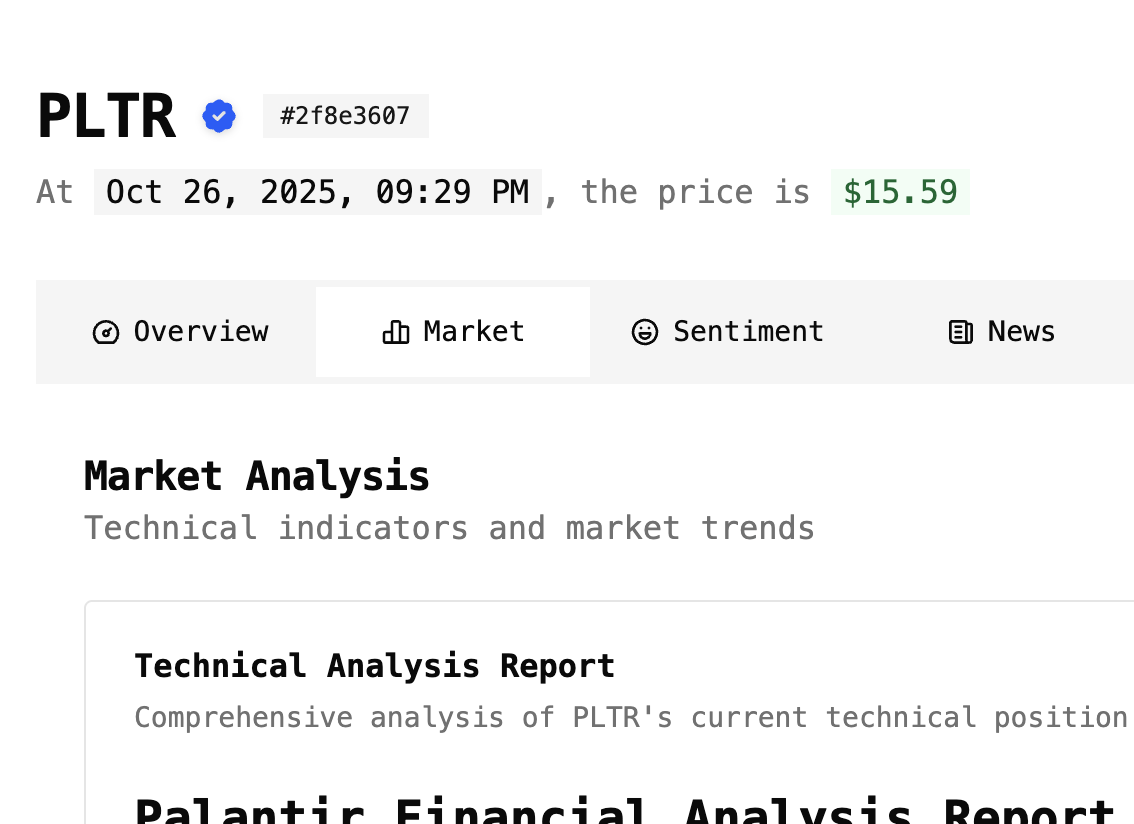 PLTR #2f8e3607
At Oct 26, 2025, 09:29 PM, the price is $15.59
Overview Market Sentiment News
Market Analysis
Technical indicators and market trends
Technical Analysis Report
Comprehensive analysis of PLTR's current technical position
Palantir Financial Analysis Report